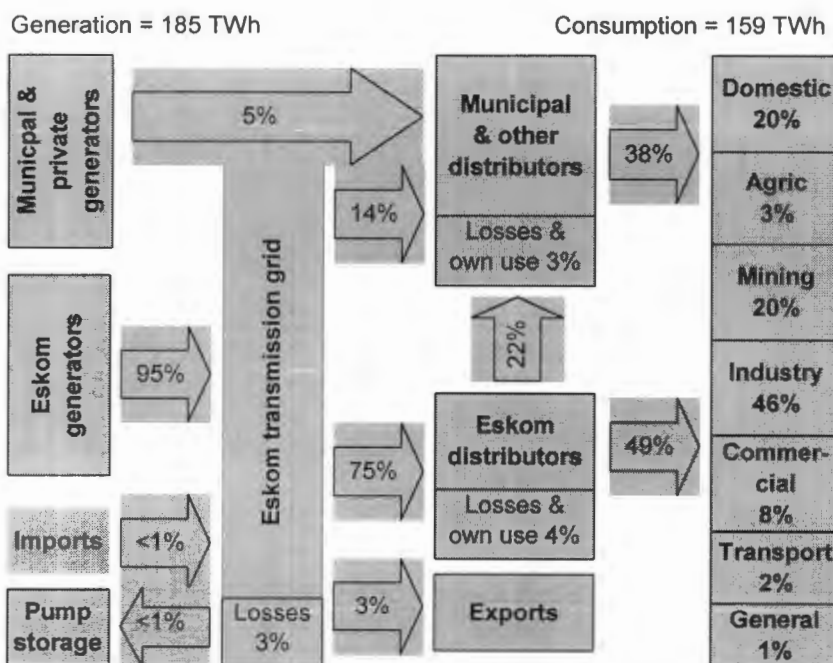 Generation = 185 TWh
Consumption = 159 TWh
Municpal &
private
generators
5%
Municipal
& other
distributors
Losses &
own use 3%
38%
14%
Eskom
generators
95%
Eskom transmission grid
22%
75%
Eskom
distributors
Losses &
own use 4%
49%
Imports
<1%
Pump
storage
<1%
Losses
3%
3%
Exports
Domestic
20%
Agric
3%
Mining
20%
Industry
46%
Commer-
cial
8%
Transport
2%
General
1%